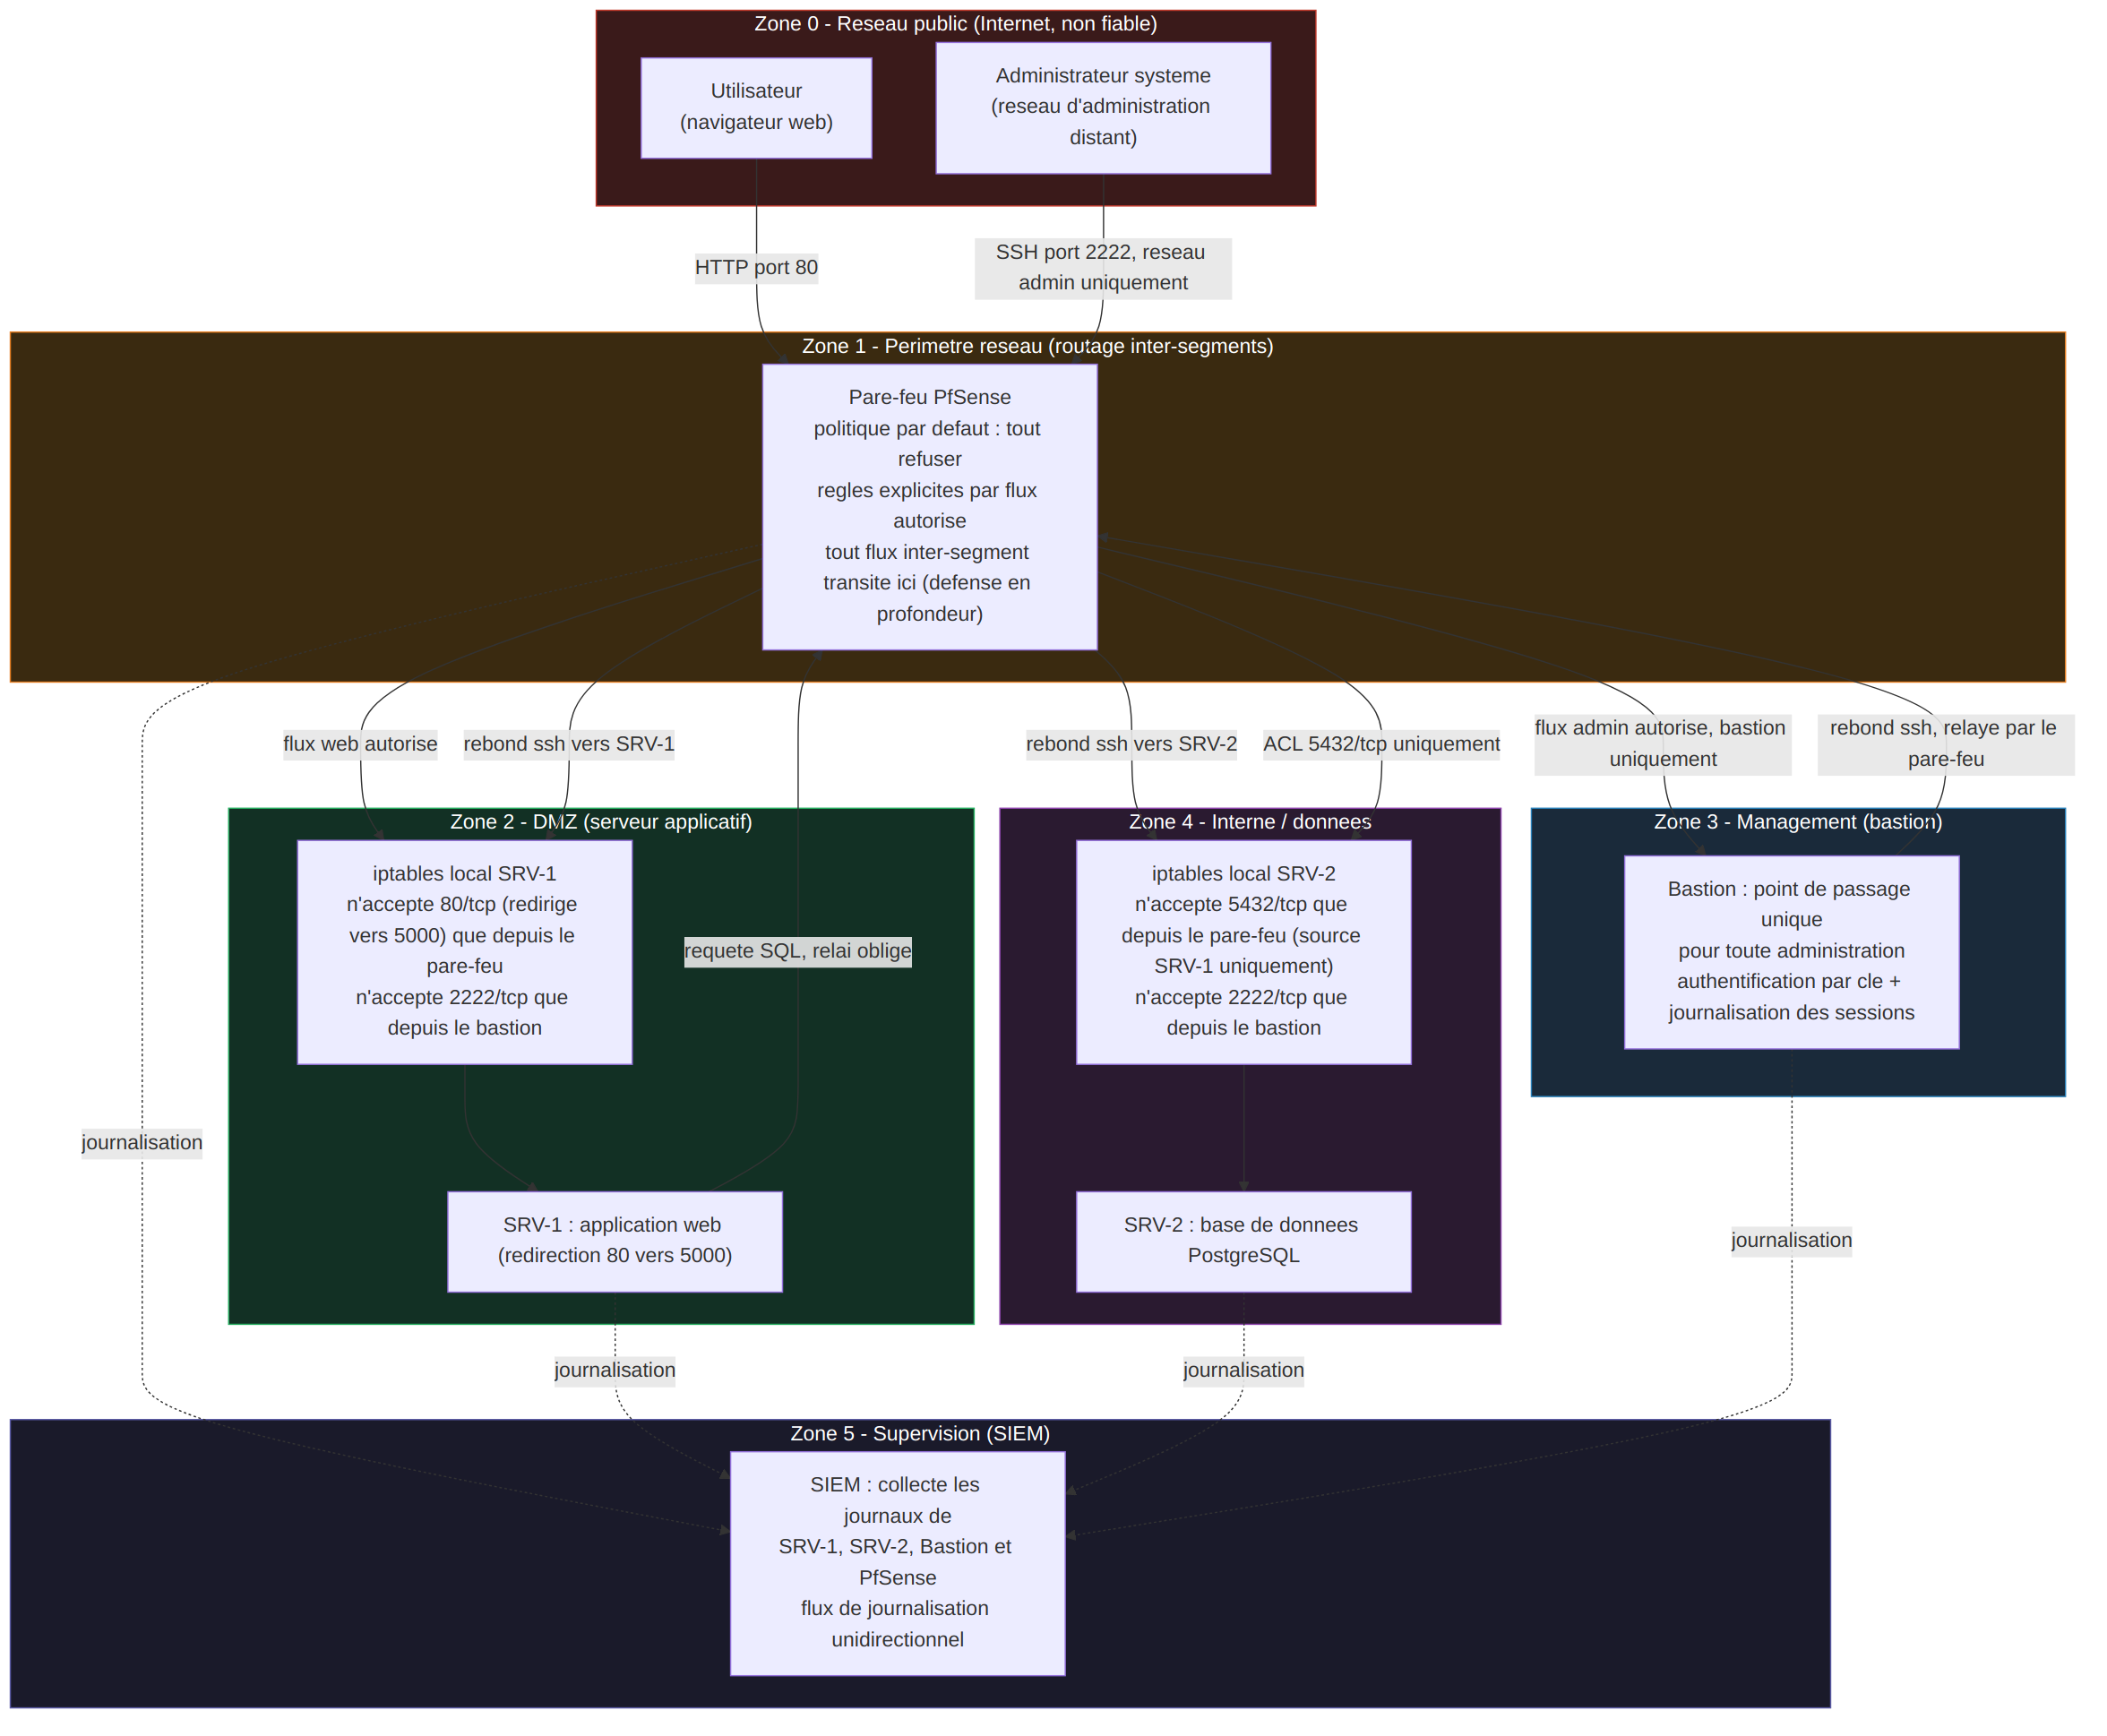 Zone 0 - Reseau public (Internet, non fiable)
Utilisateur
(navigateur web)
Administrateur systeme
(reseau d'administration
distant)
HTTP port 80
SSH port 2222, reseau
admin uniquement
Zone 1 - Perimetre reseau (routage inter-segments)
Pare-feu PfSense
politique par defaut : tout
refuser
regles explicites par flux
autorise
tout flux inter-segment
transite ici (defense en
profondeur)
flux web autorise
rebond ssh vers SRV-1
rebond ssh vers SRV-2
ACL 5432/tcp uniquement
flux admin autorise, bastion
uniquement
rebond ssh, relaye par le
pare-feu
Zone 2 - DMZ (serveur applicatif)
iptables local SRV-1
n'accepte 80/tcp (redirige
vers 5000) que depuis le
pare-feu
n'accepte 2222/tcp que
depuis le bastion
requete SQL, relai oblige
SRV-1 : application web
(redirection 80 vers 5000)
Zone 4 - Interne / donnees
iptables local SRV-2
n'accepte 5432/tcp que
depuis le pare-feu (source
SRV-1 uniquement)
n'accepte 2222/tcp que
depuis le bastion
SRV-2 : base de donnees
PostgreSQL
Zone 3 - Management (bastion)
Bastion : point de passage
unique
pour toute administration
authentification par cle +
journalisation des sessions
journalisation
journalisation
journalisation
journalisation
Zone 5 - Supervision (SIEM)
SIEM : collecte les
journaux de
SRV-1, SRV-2, Bastion et
PfSense
flux de journalisation
unidirectionnel